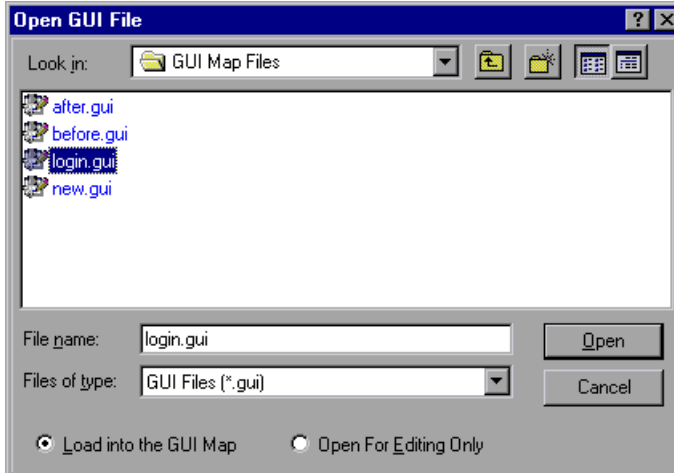 Open GUI File
Look in: GUI Map Files
after.gui
before.gui
login.gui
new.gui
File name: login.gui Open
Files of type: GUI Files (*.gui) Cancel
Load into the GUI Map Open For Editing Only